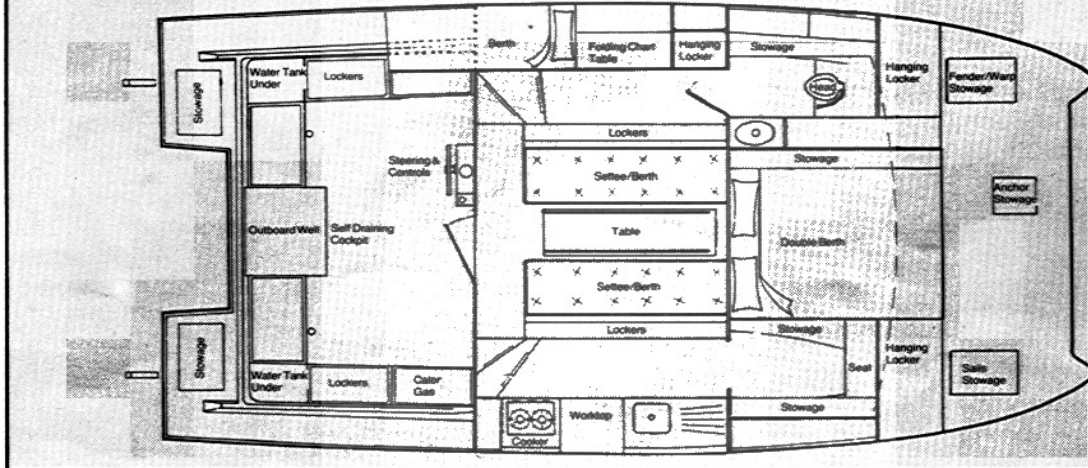 Berth
Folding Chart
Table
Hanging
Locker
Stowage
Hanging
Locker
Fender/Warp
Stowage
Water Tank
Under
Lockers
Stowage
Head
Lockers
Steering &
Controls
Settee/Berth
Stowage
Anchor
Stowage
Outboard Well
Self Draining
Cockpit
Table
Double Berth
Settee/Berth
Lockers
Stowage
Hanging
Locker
Stowage
Water Tank
Under
Lockers
Calor
Gas
Seat
Sails
Stowage
Stowage
Worktop
Cooker